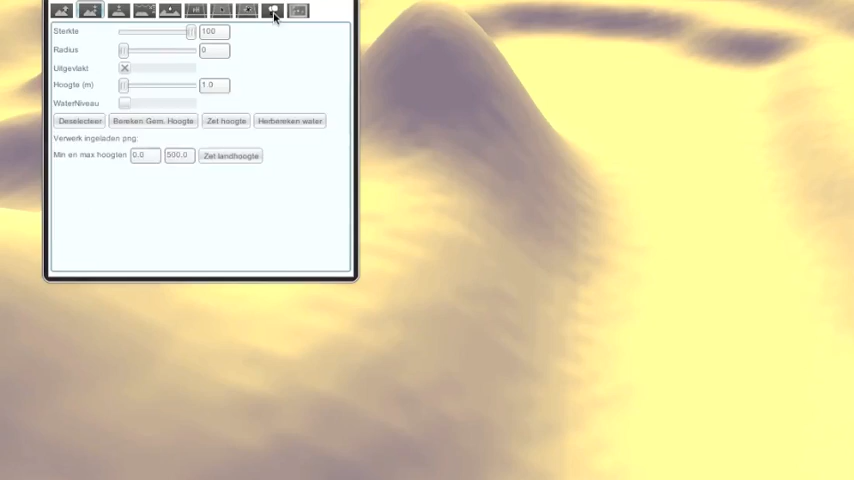 Sterkte 100
Radius 0
Uitgevlakt
Hoogte (m) 1.0
WaterNiveau
Deselecteer Bereken Gem. Hoogte Zet hoogte Herbereken water
Verwerk ingeladen png:
Min en max hoogten 0.0 500.0 Zet landhoogte